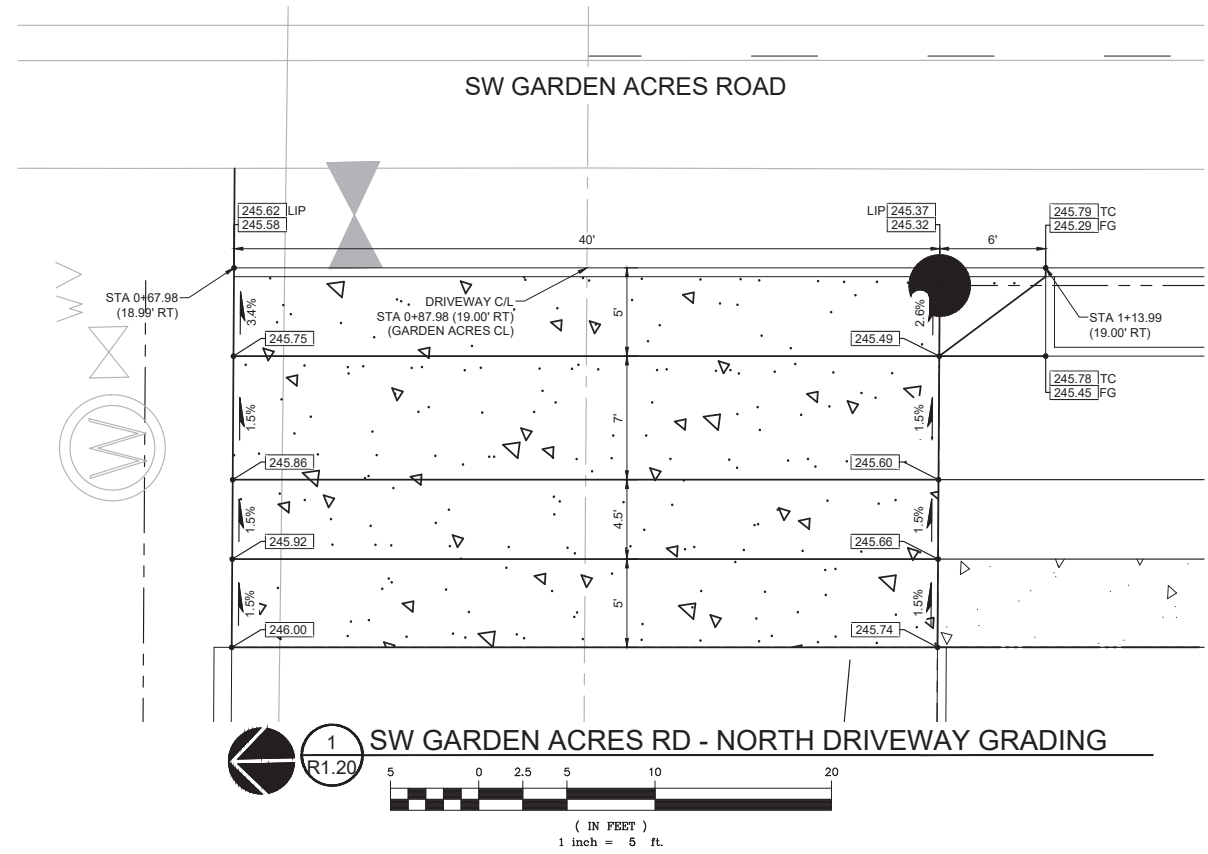 SW GARDEN ACRES ROAD
245.62 LIP
245.58
LIP 245.37
245.32
245.79 TC
245.29 FG
40'
6'
STA 0+67.98
(18.99' RT)
DRIVEWAY C/L
STA 0+87.98 (19.00' RT)
(GARDEN ACRES CL)
STA 1+13.99
(19.00' RT)
3.4%
5'
2.6%
245.75
245.49
245.78 TC
245.45 FG
1.5%
7'
1.5%
W
W
245.86
245.60
1.5%
4.5'
1.5%
245.92
245.66
1.5%
5'
1.5%
246.00
245.74
1
R1.20
SW GARDEN ACRES RD - NORTH DRIVEWAY GRADING
5 0 2.5 5 10 20
( IN FEET )
1 inch = 5 ft.